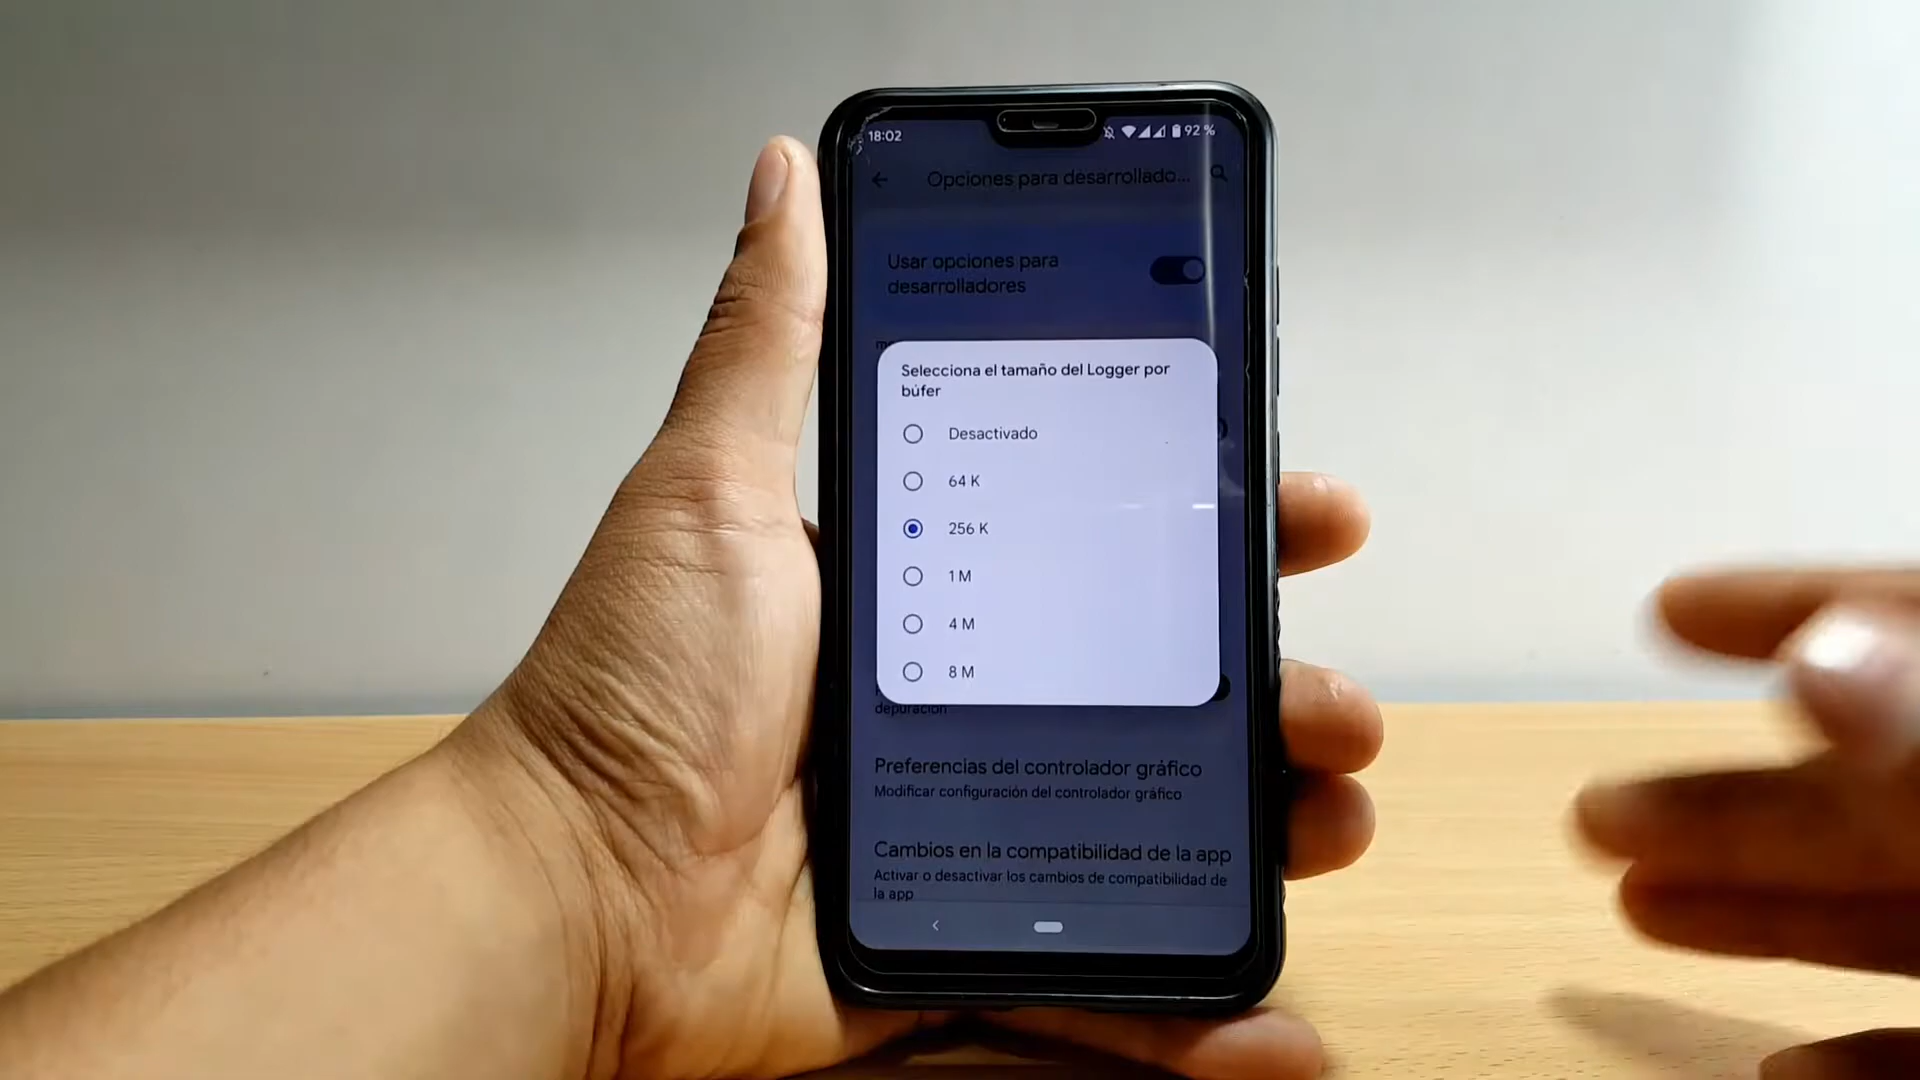 18:02
92 %
Opciones para desarrollado...
Usar opciones para
desarrolladores
Selecciona el tamaño del Logger por
búfer
Desactivado
64 K
256 K
1 M
4 M
8 M
depuración
Preferencias del controlador gráfico
Modificar configuración del controlador gráfico
Cambios en la compatibilidad de la app
Activar o desactivar los cambios de compatibilidad de
la app